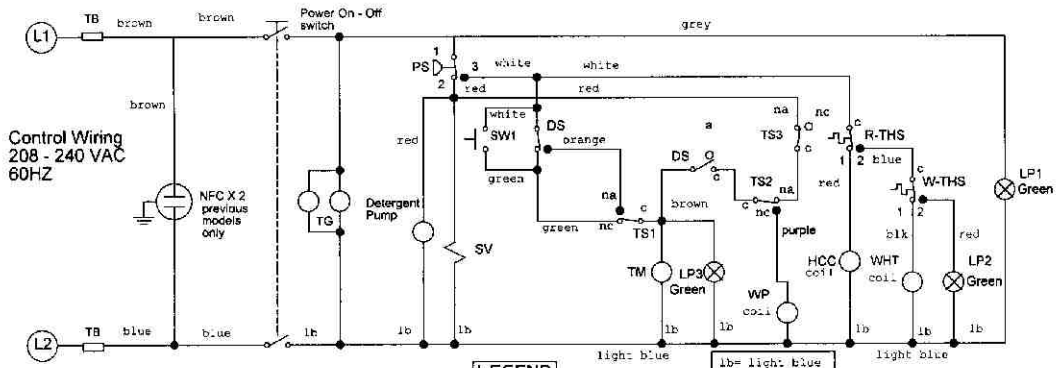 Power On - Off
switch
L1
TB
brown
brown
grey
1
PS
3
white
white
2
red
red
brown
na
nc
c
white
a
red
SW1
DS
orange
DS
c
TS3
c
R-THS
1
2
blue
c
Control Wiring
208 - 240 VAC
60HZ
green
na
c
TS2
na
red
W-THS
LP1
Green
NFC X 2
previous
models
only
TG
Detergent
Pump
brown
nc
1
2
green
nc
c
TS1
purple
blk
red
SV
TM
LP3
Green
HCC
coil
WHT
coil
LP2
Green
WP
coil
L2
TB
blue
blue
lb
lb
lb
lb
lb
lb
lb
lb
lb
lb
light blue
LEGEND
lb= light blue
light blue